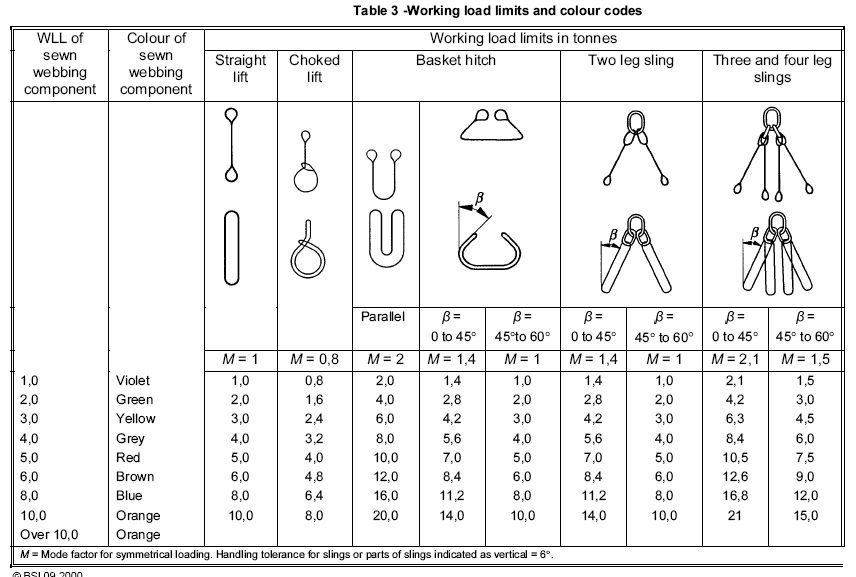 Table 3 -Working load limits and colour codes
WLL of sewn webbing component Colour of sewn webbing component Working load limits in tonnes
Straight lift Choked lift Basket hitch Two leg sling Three and four leg slings
β
β β
Parallel β = 0 to 45° β = 45°to 60° β = 0 to 45° β = 45° to 60° β = 0 to 45° β = 45° to 60°
M = 1 M = 0,8 M = 2 M = 1,4 M = 1 M = 1,4 M = 1 M = 2,1 M = 1,5
1,0 Violet 1,0 0,8 2,0 1,4 1,0 1,4 1,0 2,1 1,5
2,0 Green 2,0 1,6 4,0 2,8 2,0 2,8 2,0 4,2 3,0
3,0 Yellow 3,0 2,4 6,0 4,2 3,0 4,2 3,0 6,3 4,5
4,0 Grey 4,0 3,2 8,0 5,6 4,0 5,6 4,0 8,4 6,0
5,0 Red 5,0 4,0 10,0 7,0 5,0 7,0 5,0 10,5 7,5
6,0 Brown 6,0 4,8 12,0 8,4 6,0 8,4 6,0 12,6 9,0
8,0 Blue 8,0 6,4 16,0 11,2 8,0 11,2 8,0 16,8 12,0
10,0 Orange 10,0 8,0 20,0 14,0 10,0 14,0 10,0 21 15,0
Over 10,0 Orange
M = Mode factor for symmetrical loading. Handling tolerance for slings or parts of slings indicated as vertical = 6°.
© BSI 09 2000